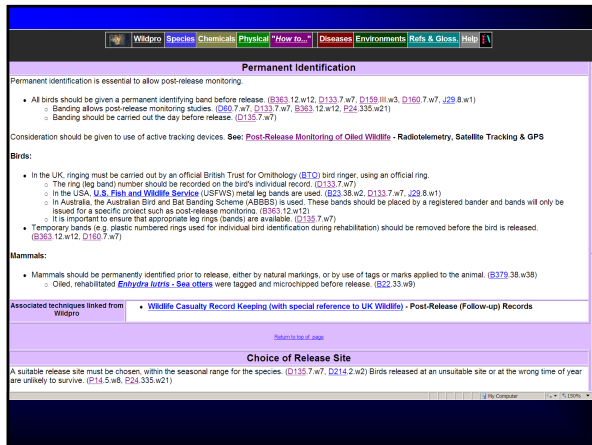 Wildpro Species Chemicals Physical "How to..." Diseases Environments Refs & Gloss. Help
Permanent Identification
Permanent identification is essential to allow post-release monitoring.
• All birds should be given a permanent identifying band before release. (B363.12.w12, D133.7.w7, D159.III.w3, D160.7.w7, J29.8.w1)
○ Banding allows post-release monitoring studies. (D60.7.w7, D133.7.w7, B363.12.w12, P24.335.w21)
○ Banding should be carried out the day before release. (D135.7.w7)
Consideration should be given to use of active tracking devices. See: Post-Release Monitoring of Oiled Wildlife - Radiotelemetry, Satellite Tracking & GPS
Birds:
• In the UK, ringing must be carried out by an official British Trust for Ornithology (BTO) bird ringer, using an official ring.
○ The ring (leg band) number should be recorded on the bird's individual record. (D133.7.w7)
○ In the USA, U.S. Fish and Wildlife Service (USFWS) metal leg bands are used. (B23.38.w2, D133.7.w7, J29.8.w1)
○ In Australia, the Australian Bird and Bat Banding Scheme (ABBBS) is used. These bands should be placed by a registered bander and bands will only be
issued for a specific project such as post-release monitoring. (B363.12.w12)
○ It is important to ensure that appropriate leg rings (bands) are available. (D135.7.w7)
• Temporary bands (e.g. plastic numbered rings used for individual bird identification during rehabilitation) should be removed before the bird is released.
(B363.12.w12, D160.7.w7)
Mammals:
• Mammals should be permanently identified prior to release, either by natural markings, or by use of tags or marks applied to the animal. (B379.38.w38)
○ Oiled, rehabilitated Enhydra lutris - Sea otters were tagged and microchipped before release. (B22.33.w9)
Associated techniques linked from
Wildpro
• Wildlife Casualty Record Keeping (with special reference to UK Wildlife) - Post-Release (Follow-up) Records
Return to top of page
Choice of Release Site
A suitable release site must be chosen, within the seasonal range for the species. (D135.7.w7, D214.2.w2) Birds released at an unsuitable site or at the wrong time of year
are unlikely to survive. (P14.5.w8, P24.335.w21)
My Computer 150%